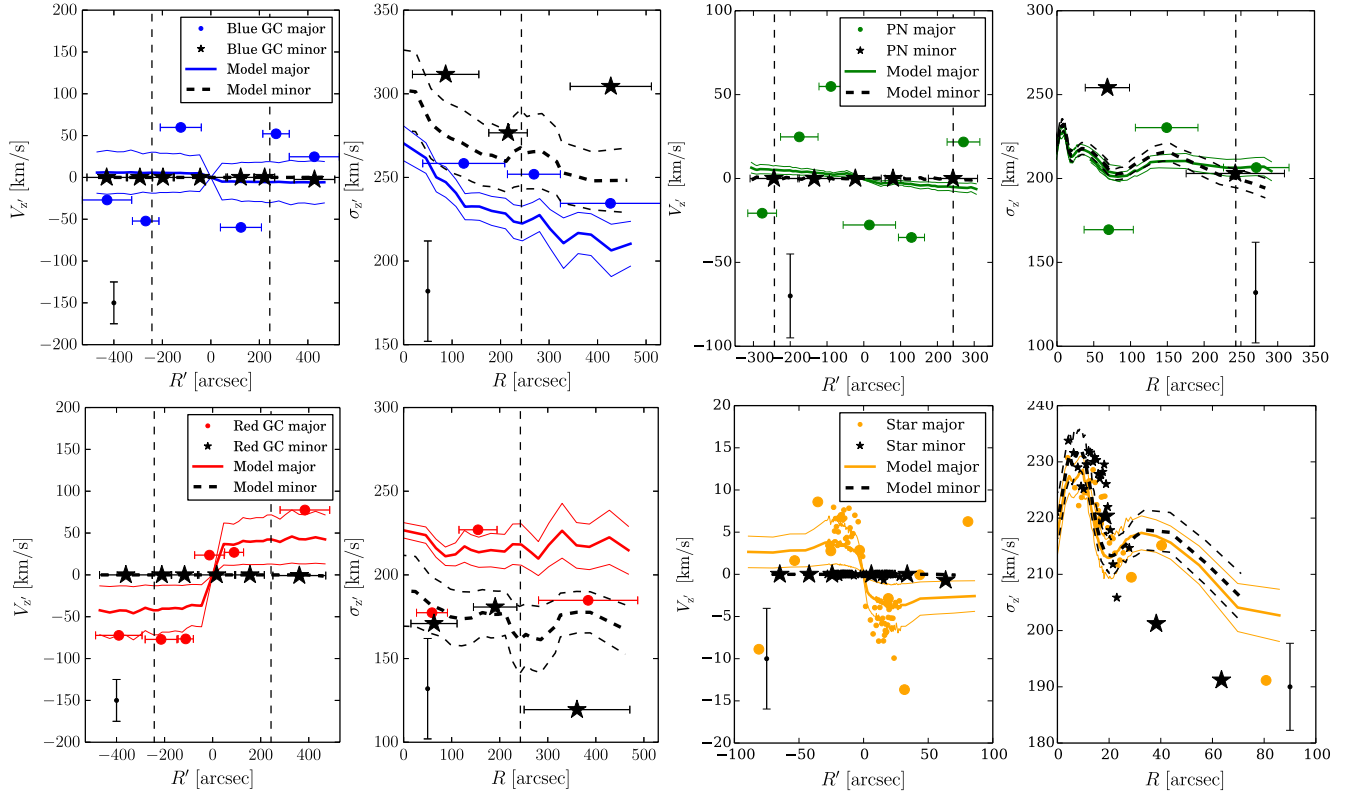 200
150
100
50
0
−50
−100
−150
−200
V_{z′} [km/s]
−400 −200 0 200 400
R′ [arcsec]
Blue GC major
Blue GC minor
Model major
Model minor
350
300
250
200
150
σ_{z′} [km/s]
0 100 200 300 400 500
R [arcsec]
100
50
0
−50
−100
V_{z′} [km/s]
−300 −200 −100 0 100 200 300
R′ [arcsec]
PN major
PN minor
Model major
Model minor
300
250
200
150
100
σ_{z′} [km/s]
0 50 100 150 200 250 300 350
R [arcsec]
200
150
100
50
0
−50
−100
−150
−200
V_{z′} [km/s]
−400 −200 0 200 400
R′ [arcsec]
Red GC major
Red GC minor
Model major
Model minor
300
250
200
150
100
σ_{z′} [km/s]
0 100 200 300 400 500
R [arcsec]
20
15
10
5
0
−5
−10
−15
−20
V_{z′} [km/s]
−100 −50 0 50 100
R′ [arcsec]
Star major
Star minor
Model major
Model minor
240
230
220
210
200
190
180
σ_{z′} [km/s]
0 20 40 60 80 100
R [arcsec]